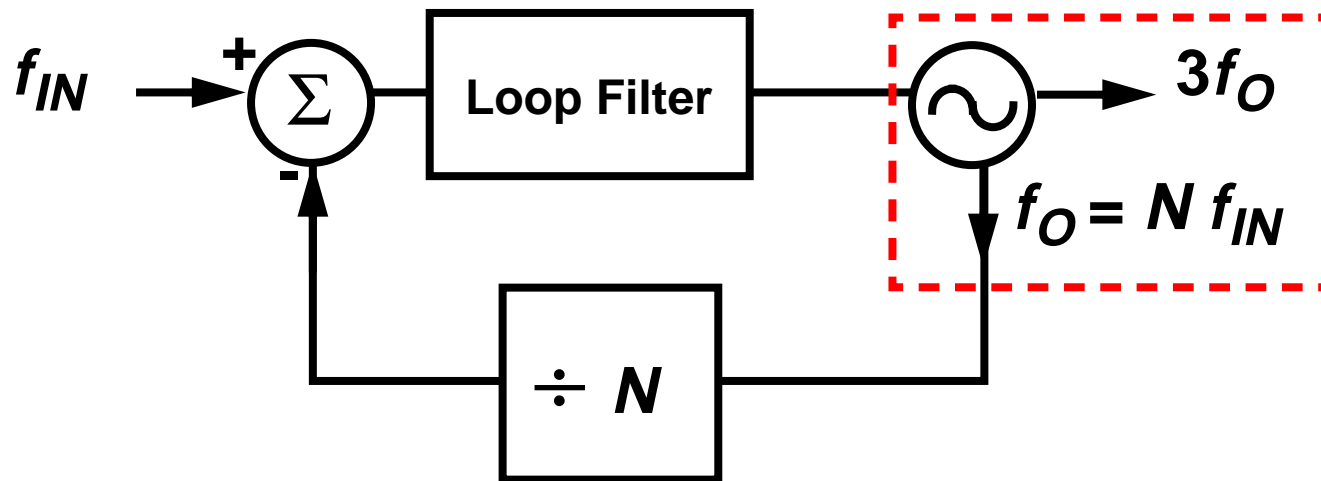 f_IN
+
Σ
-
Loop Filter
3f_O
f_O = N f_IN
÷ N